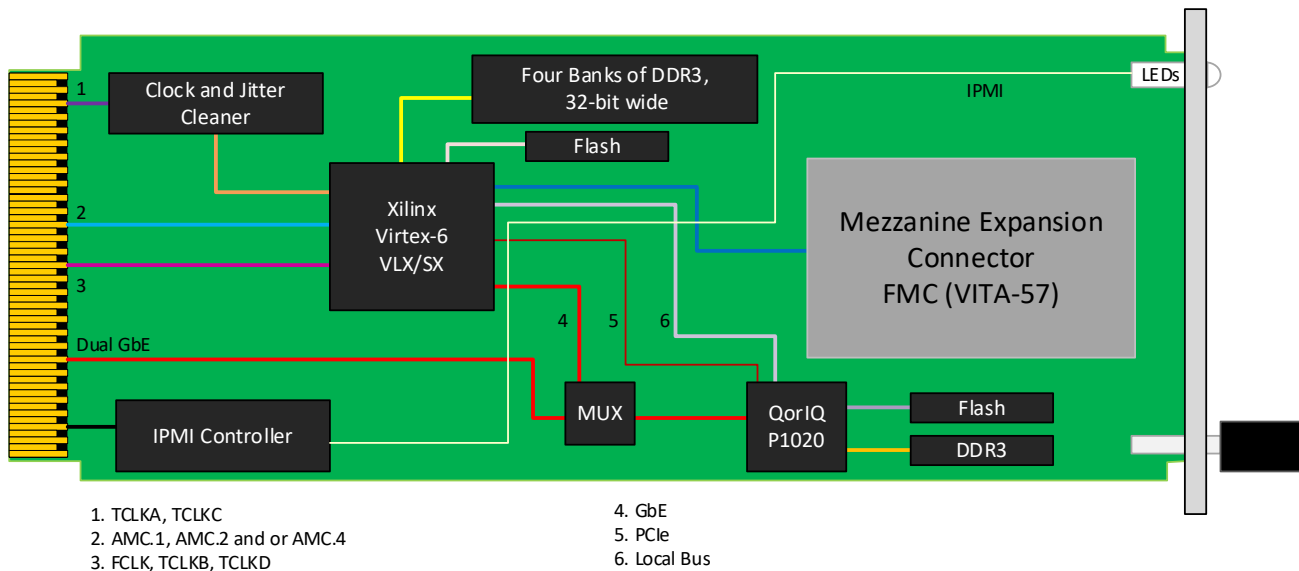 Clock and Jitter
Cleaner
Four Banks of DDR3,
32-bit wide
LEDs
IPMI
1
Flash
Xilinx
Virtex-6
VLX/SX
2
3
Mezzanine Expansion
Connector
FMC (VITA-57)
4
5
6
Dual GbE
MUX
QorIQ
P1020
Flash
DDR3
IPMI Controller
1. TCLKA, TCLKC
2. AMC.1, AMC.2 and or AMC.4
3. FCLK, TCLKB, TCLKD
4. GbE
5. PCIe
6. Local Bus